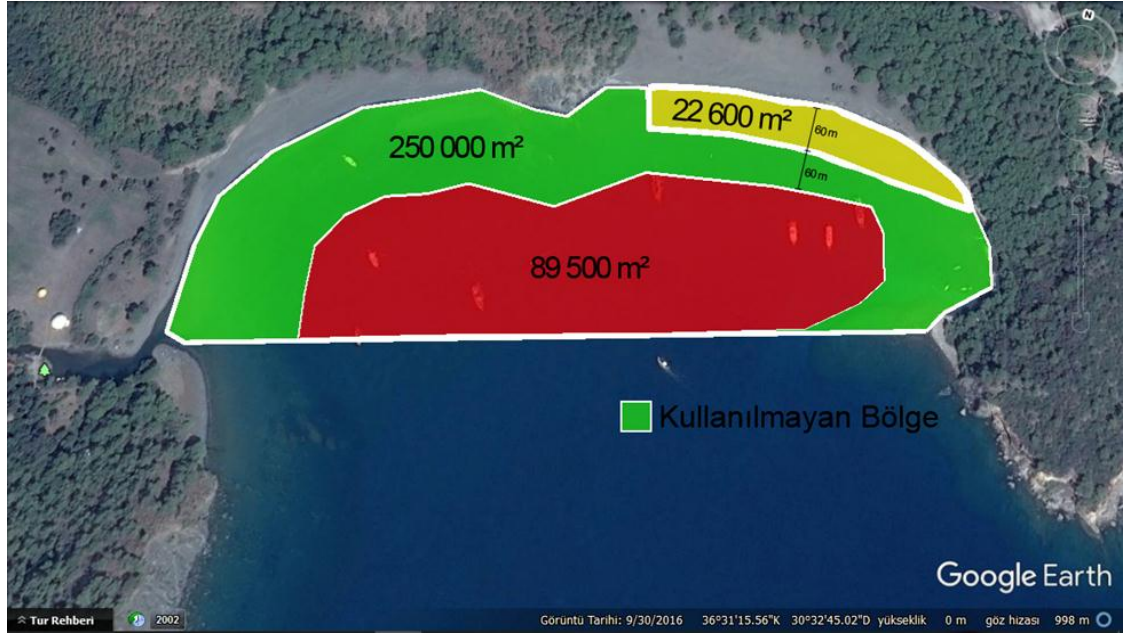 N
22 600 m²
250 000 m²
60 m
60 m
89 500 m²
Kullanılmayan Bölge
Google Earth
Tur Rehberi
2002
Görüntü Tarihi: 9/30/2016 36°31'15.56"K 30°32'45.02"D yükseklik 0 m göz hizası 998 m